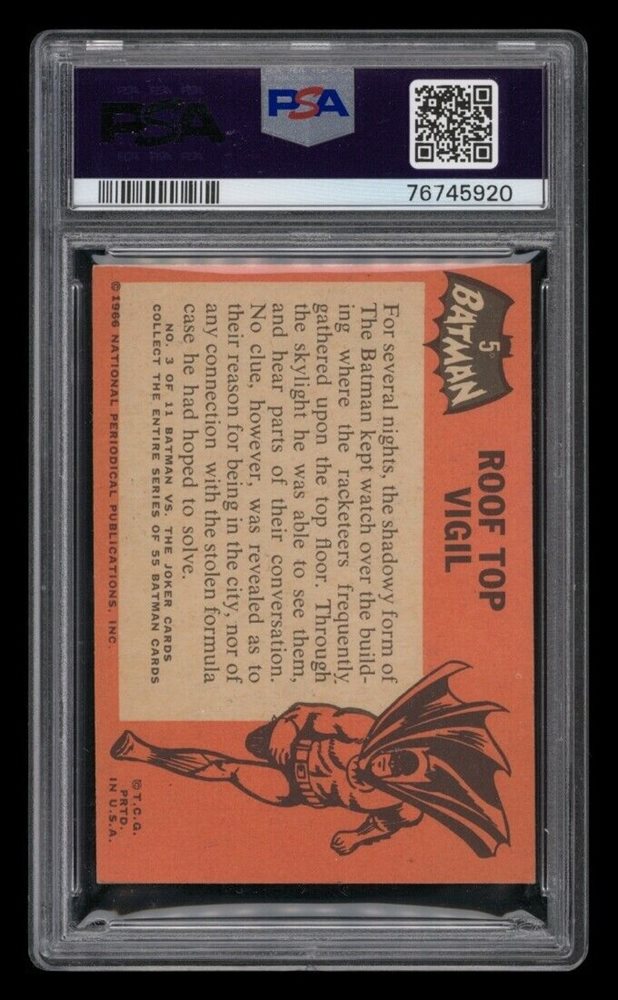 PSA
PSA
76745920
BATMAN
5ᶜ
ROOF TOP
VIGIL
For several nights, the shadowy form of
The Batman kept watch over the build-
ing where the racketeers frequently
gathered upon the top floor. Through
the skylight he was able to see them,
and hear parts of their conversation.
No clue, however, was revealed as to
their reason for being in the city, nor of
any connection with the stolen formula
case he had hoped to solve.
NO. 3 OF 11 BATMAN VS. THE JOKER CARDS
COLLECT THE ENTIRE SERIES OF 55 BATMAN CARDS
© 1966 NATIONAL PERIODICAL PUBLICATIONS, INC.
© T.C.G.
PRTD.
IN U.S.A.